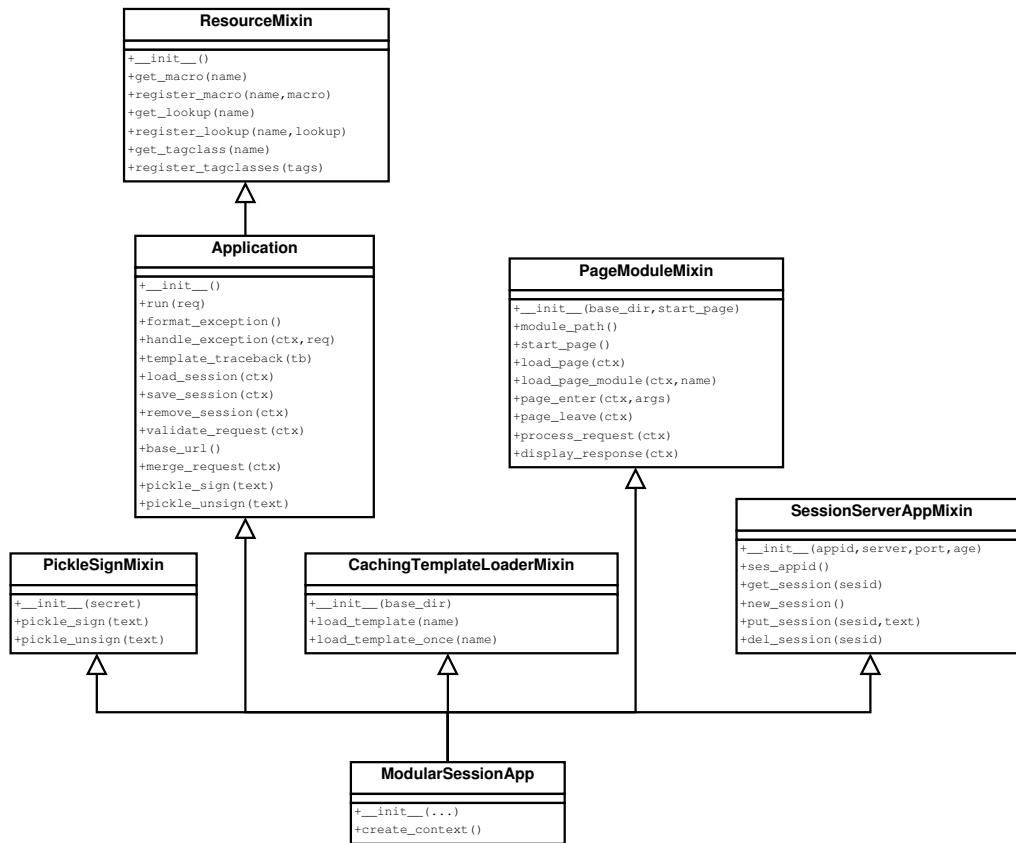 ResourceMixin
+__init__()
+get_macro(name)
+register_macro(name,macro)
+get_lookup(name)
+register_lookup(name,lookup)
+get_tagclass(name)
+register_tagclasses(tags)
Application
+__init__()
+run(req)
+format_exception()
+handle_exception(ctx,req)
+template_traceback(tb)
+load_session(ctx)
+save_session(ctx)
+remove_session(ctx)
+validate_request(ctx)
+base_url()
+merge_request(ctx)
+pickle_sign(text)
+pickle_unsign(text)
PageModuleMixin
+__init__(base_dir,start_page)
+module_path()
+start_page()
+load_page(ctx)
+load_page_module(ctx,name)
+page_enter(ctx,args)
+page_leave(ctx)
+process_request(ctx)
+display_response(ctx)
PickleSignMixin
+__init__(secret)
+pickle_sign(text)
+pickle_unsign(text)
CachingTemplateLoaderMixin
+__init__(base_dir)
+load_template(name)
+load_template_once(name)
SessionServerAppMixin
+__init__(appid,server,port,age)
+ses_appid()
+get_session(sesid)
+new_session()
+put_session(sesid,text)
+del_session(sesid)
ModularSessionApp
+__init__(...)
+create_context()